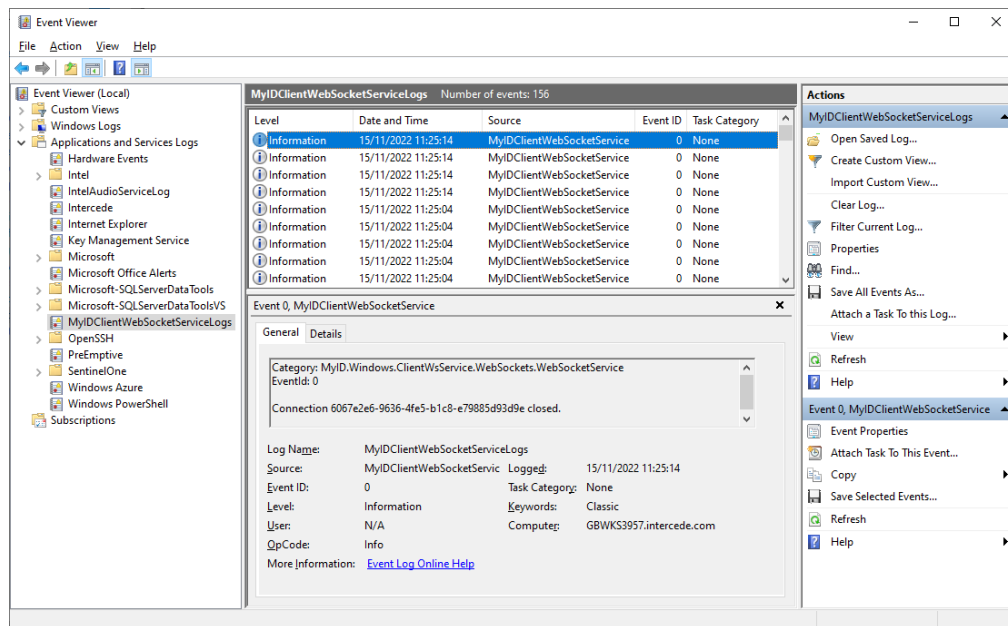 Event Viewer
File Action View Help
Event Viewer (Local)
Custom Views
Windows Logs
Applications and Services Logs
Hardware Events
Intel
IntelAudioServiceLog
Intercede
Internet Explorer
Key Management Service
Microsoft
Microsoft Office Alerts
Microsoft-SQLServerDataTools
Microsoft-SQLServerDataToolsVS
MyIDClientWebSocketServiceLogs
OpenSSH
PreEmptive
SentinelOne
Windows Azure
Windows PowerShell
Subscriptions
MyIDClientWebSocketServiceLogs Number of events: 156
Level Date and Time Source Event ID Task Category
Information 15/11/2022 11:25:14 MyIDClientWebSocketService 0 None
Information 15/11/2022 11:25:14 MyIDClientWebSocketService 0 None
Information 15/11/2022 11:25:14 MyIDClientWebSocketService 0 None
Information 15/11/2022 11:25:14 MyIDClientWebSocketService 0 None
Information 15/11/2022 11:25:04 MyIDClientWebSocketService 0 None
Information 15/11/2022 11:25:04 MyIDClientWebSocketService 0 None
Information 15/11/2022 11:25:04 MyIDClientWebSocketService 0 None
Information 15/11/2022 11:25:04 MyIDClientWebSocketService 0 None
Information 15/11/2022 11:25:04 MyIDClientWebSocketService 0 None
Event 0, MyIDClientWebSocketService
General Details
Category: MyID.Windows.ClientWsService.WebSockets.WebSocketService
EventId: 0
Connection 6067e2e6-9636-4fe5-b1c8-e79885d93d9e closed.
Log Name: MyIDClientWebSocketServiceLogs
Source: MyIDClientWebSocketServic Logged: 15/11/2022 11:25:14
Event ID: 0 Task Category: None
Level: Information Keywords: Classic
User: N/A Computer: GBWKS3957.intercede.com
OpCode: Info
More Information: Event Log Online Help
Actions
MyIDClientWebSocketServiceLogs
Open Saved Log...
Create Custom View...
Import Custom View...
Clear Log...
Filter Current Log...
Properties
Find...
Save All Events As...
Attach a Task To this Log...
View
Refresh
Help
Event 0, MyIDClientWebSocketService
Event Properties
Attach Task To This Event...
Copy
Save Selected Events...
Refresh
Help